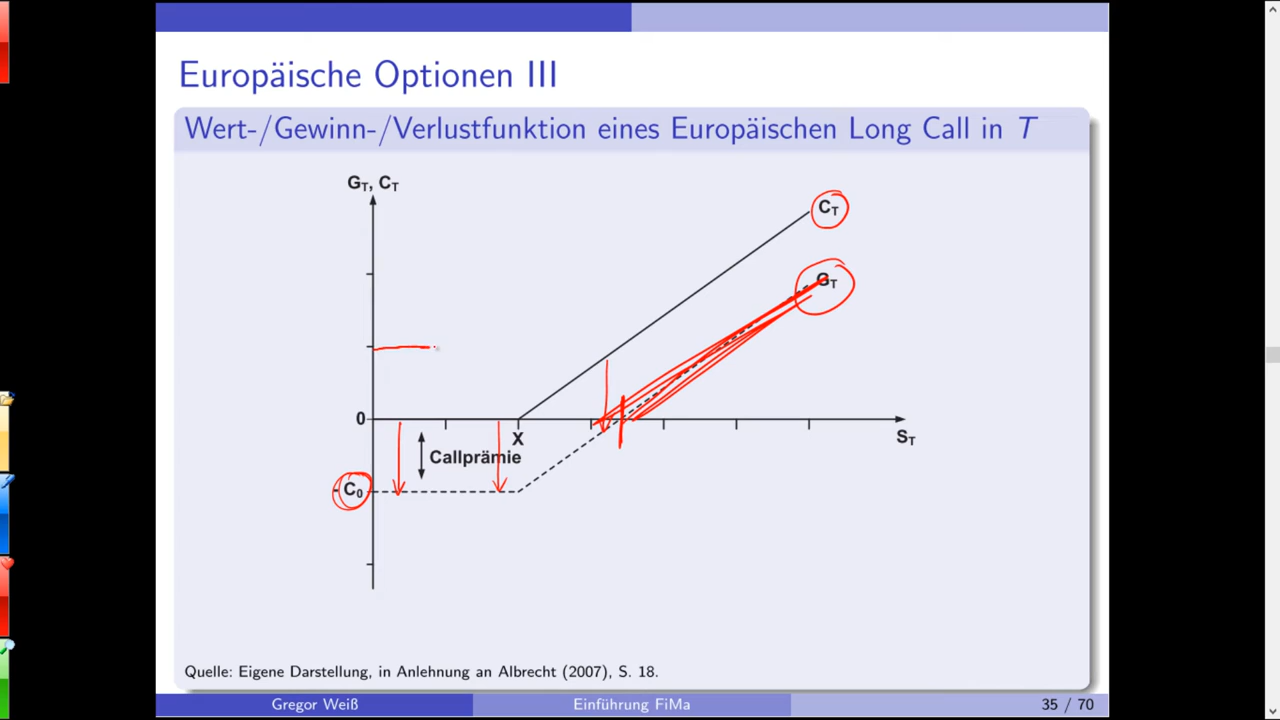 Europäische Optionen III
Wert-/Gewinn-/Verlustfunktion eines Europäischen Long Call in T
G_T, C_T
C_T
G_T
0
X
S_T
Callprämie
-C_0
Quelle: Eigene Darstellung, in Anlehnung an Albrecht (2007), S. 18.
Gregor Weiß Einführung FiMa 35 / 70